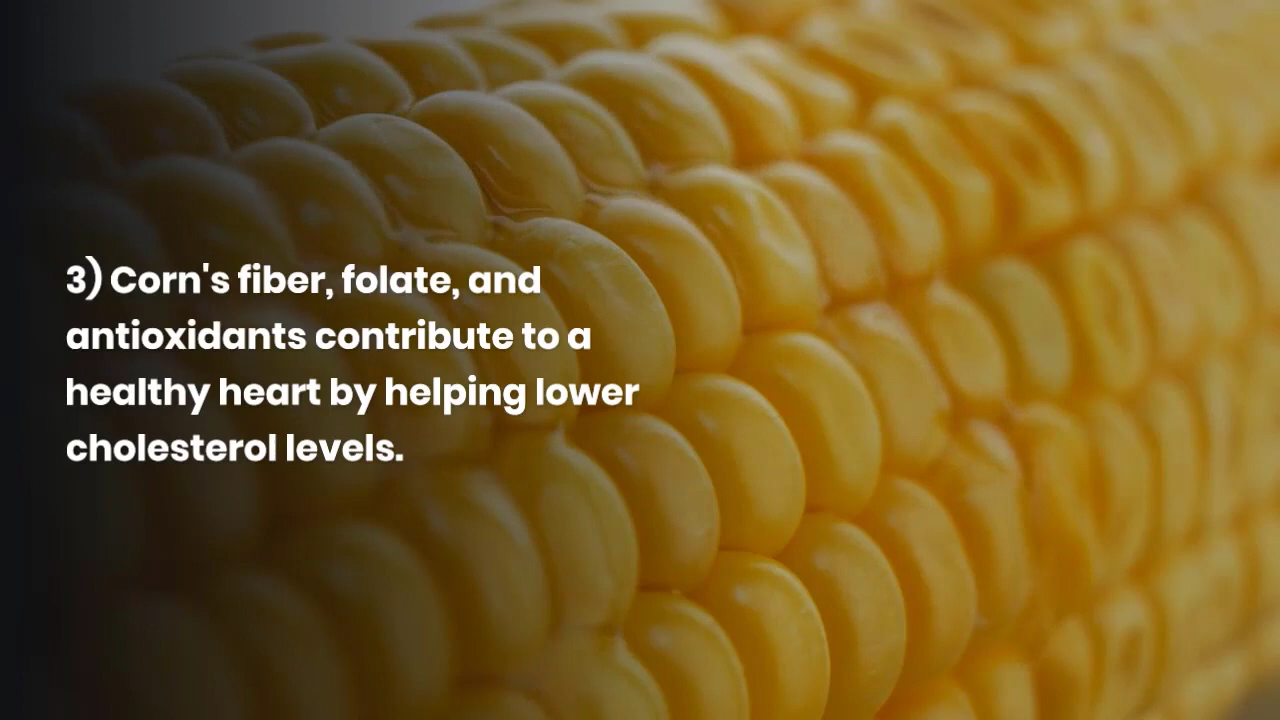 3) Corn's fiber, folate, and
antioxidants contribute to a
healthy heart by helping lower
cholesterol levels.